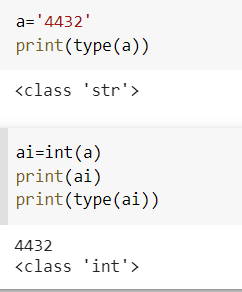 a='4432'
print(type(a))
<class 'str'>
ai=int(a)
print(ai)
print(type(ai))
4432
<class 'int'>